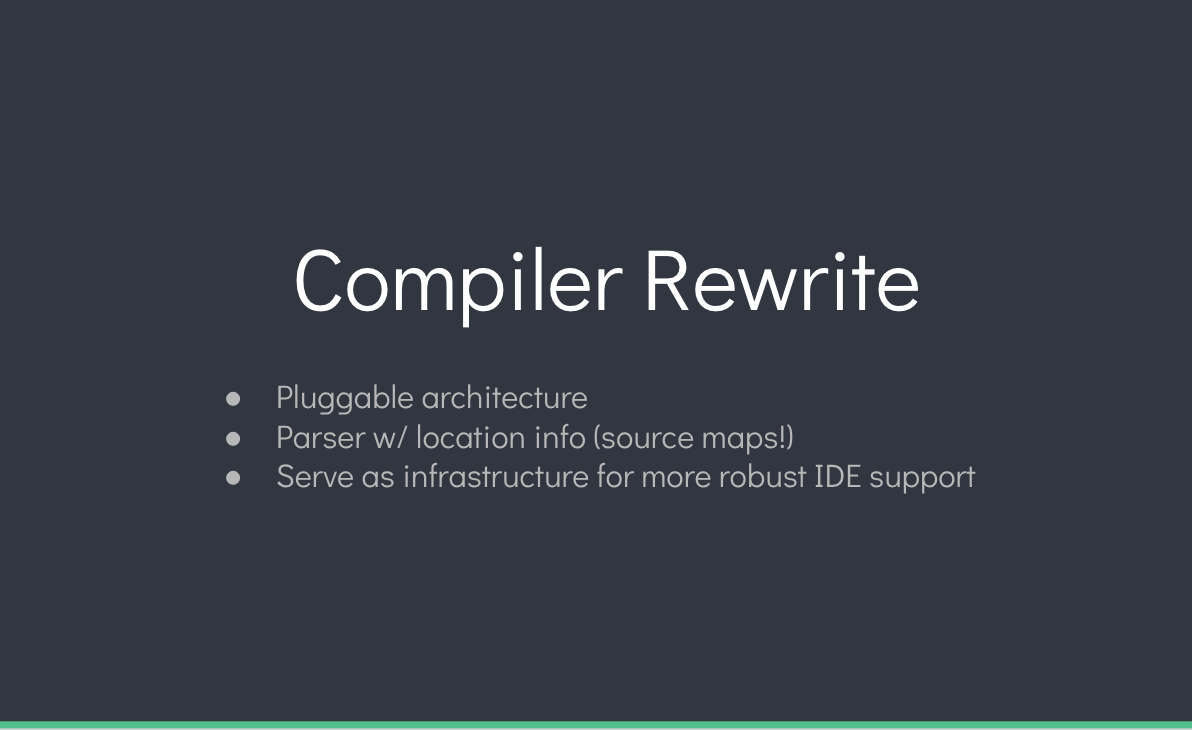 Compiler Rewrite
● Pluggable architecture
● Parser w/ location info (source maps!)
● Serve as infrastructure for more robust IDE support